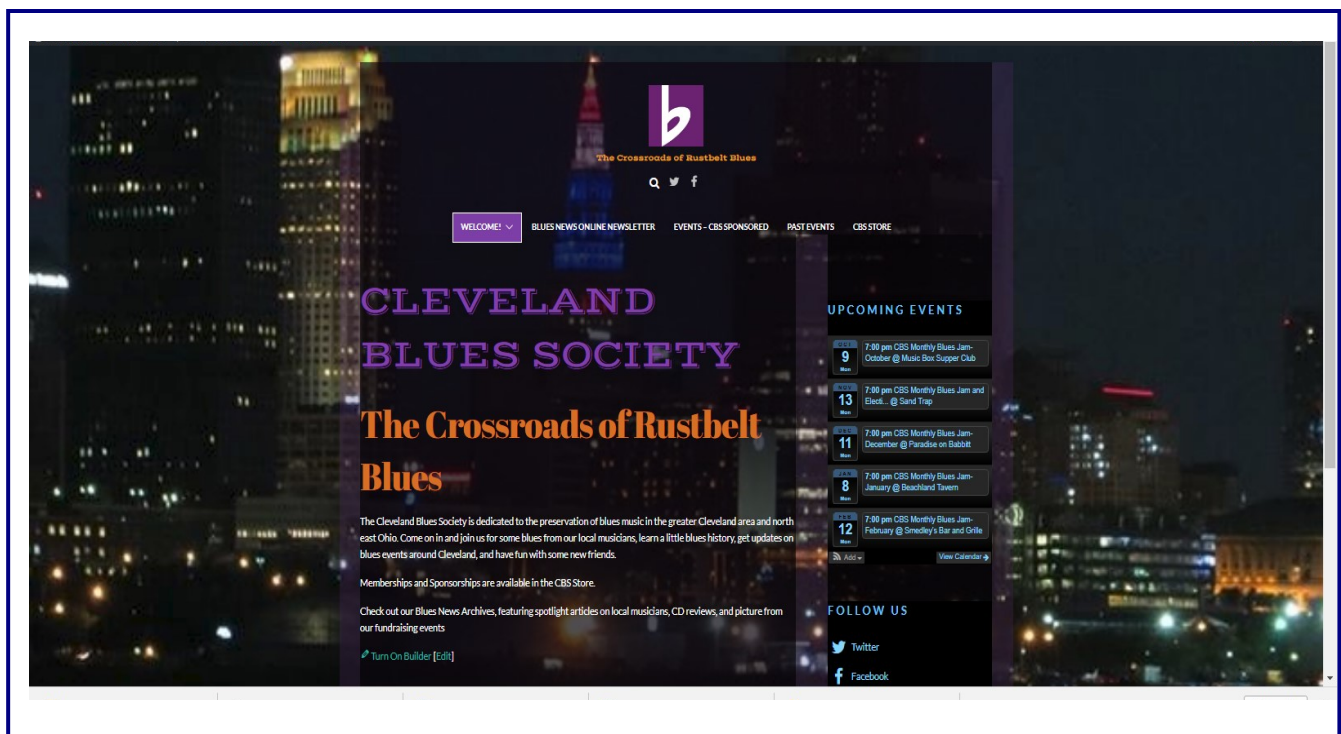 The Crossroads of Rustbelt Blues
WELCOME!
BLUES NEWS ONLINE NEWSLETTER
EVENTS – CBS SPONSORED
PAST EVENTS
CBS STORE
CLEVELAND
BLUES SOCIETY
The Crossroads of Rustbelt
Blues
The Cleveland Blues Society is dedicated to the preservation of blues music in the greater Cleveland area and north
east Ohio. Come on in and join us for some blues from our local musicians, learn a little blues history, get updates on
blues events around Cleveland, and have fun with some new friends.
Memberships and Sponsorships are available in the CBS Store.
Check out our Blues News Archives, featuring spotlight articles on local musicians, CD reviews, and picture from
our fundraising events
Turn On Builder [Edit]
UPCOMING EVENTS
OCT
9
Mon
7:00 pm CBS Monthly Blues Jam-
October @ Music Box Supper Club
NOV
13
Mon
7:00 pm CBS Monthly Blues Jam and
Electi... @ Sand Trap
DEC
11
Mon
7:00 pm CBS Monthly Blues Jam-
December @ Paradise on Babbitt
JAN
8
Mon
7:00 pm CBS Monthly Blues Jam-
January @ Beachland Tavern
FEB
12
Mon
7:00 pm CBS Monthly Blues Jam-
February @ Smedley's Bar and Grille
Add
View Calendar
FOLLOW US
Twitter
Facebook